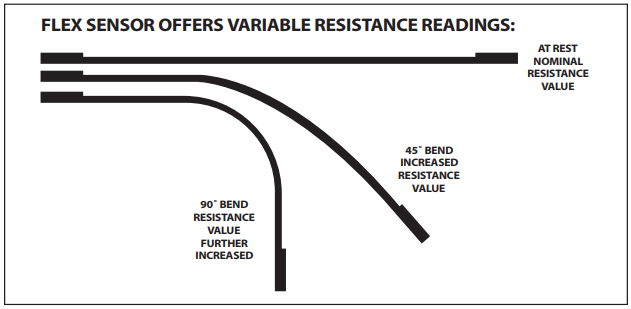 FLEX SENSOR OFFERS VARIABLE RESISTANCE READINGS:
AT REST
NOMINAL
RESISTANCE
VALUE
45˚ BEND
INCREASED
RESISTANCE
VALUE
90˚ BEND
RESISTANCE
VALUE
FURTHER
INCREASED